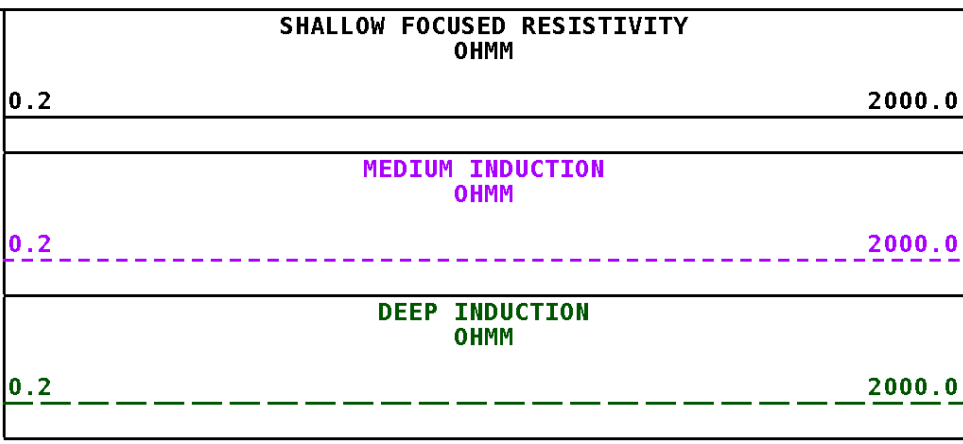 SHALLOW FOCUSED RESISTIVITY
OHMM
0.2 2000.0
MEDIUM INDUCTION
OHMM
0.2 2000.0
DEEP INDUCTION
OHMM
0.2 2000.0